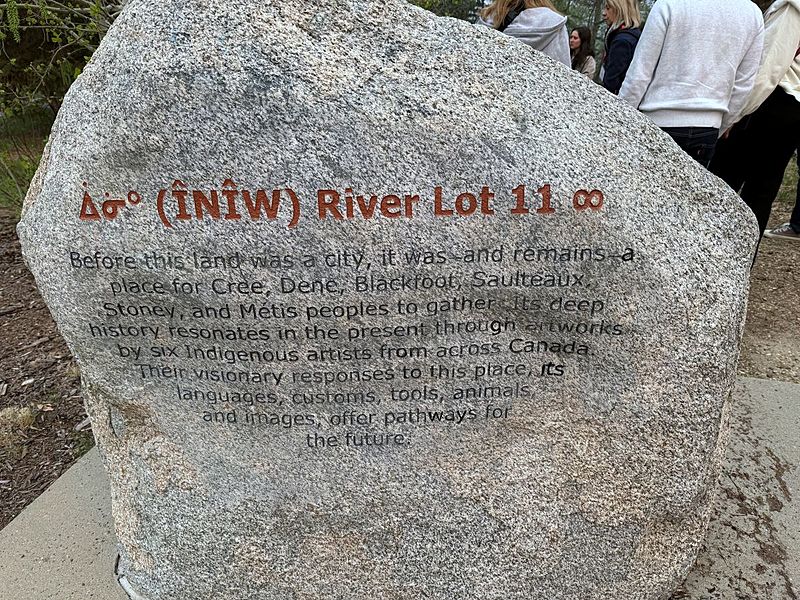 ᐄᓃᐤ (ÎNÎW) River Lot 11 ∞
Before this land was a city, it was–and remains–a
place for Cree, Dene, Blackfoot, Saulteaux,
Stoney, and Métis peoples to gather. Its deep
history resonates in the present through artworks
by six Indigenous artists from across Canada.
Their visionary responses to this place, its
languages, customs, tools, animals,
and images, offer pathways for
the future.